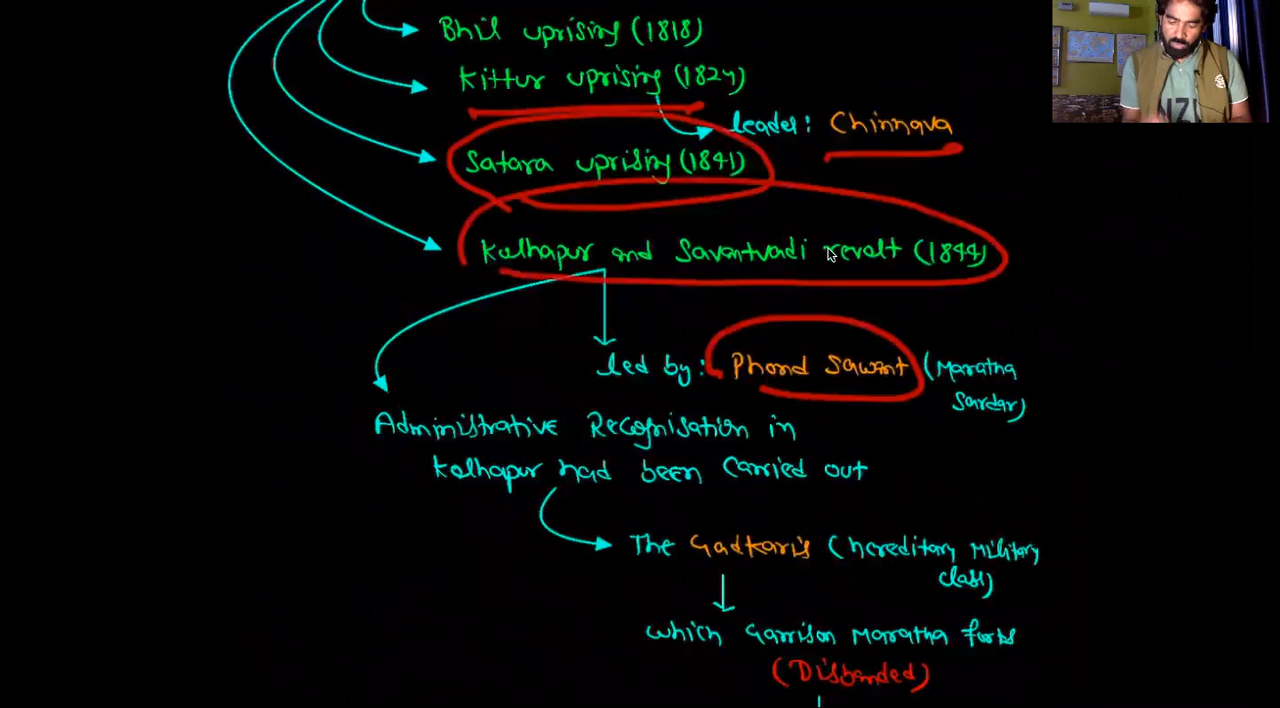 Bhil uprising (1818)
Kittur uprising (1824)
leader: Chinnava
Satara uprising (1841)
Kolhapur and Savantvadi revolt (1844)
led by: Phond Sawant (Maratha
Sardar)
Administrative Recognisation in
Kolhapur had been carried out
The Gadkaris (hereditary Military
class)
which Garrison Maratha forts
(Disbanded)